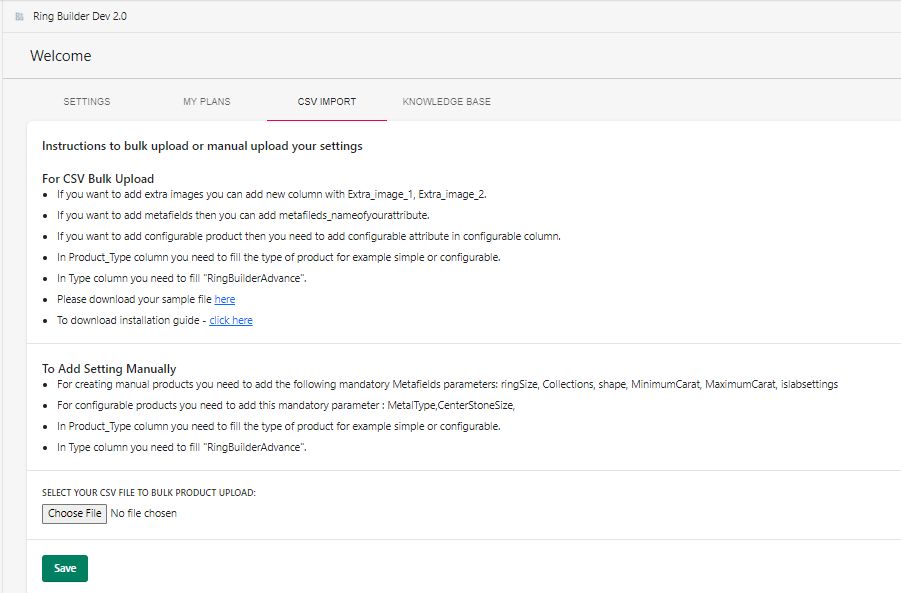 Ring Builder Dev 2.0
Welcome
SETTINGS MY PLANS CSV IMPORT KNOWLEDGE BASE
Instructions to bulk upload or manual upload your settings
For CSV Bulk Upload
If you want to add extra images you can add new column with Extra_image_1, Extra_image_2.
If you want to add metafields then you can add metafileds_nameofyourattribute.
If you want to add configurable product then you need to add configurable attribute in configurable column.
In Product_Type column you need to fill the type of product for example simple or configurable.
In Type column you need to fill "RingBuilderAdvance".
Please download your sample file here
To download installation guide - click here
To Add Setting Manually
For creating manual products you need to add the following mandatory Metafields parameters: ringSize, Collections, shape, MinimumCarat, MaximumCarat, islabsettings
For configurable products you need to add this mandatory parameter : MetalType,CenterStoneSize,
In Product_Type column you need to fill the type of product for example simple or configurable.
In Type column you need to fill "RingBuilderAdvance".
SELECT YOUR CSV FILE TO BULK PRODUCT UPLOAD:
Choose File No file chosen
Save